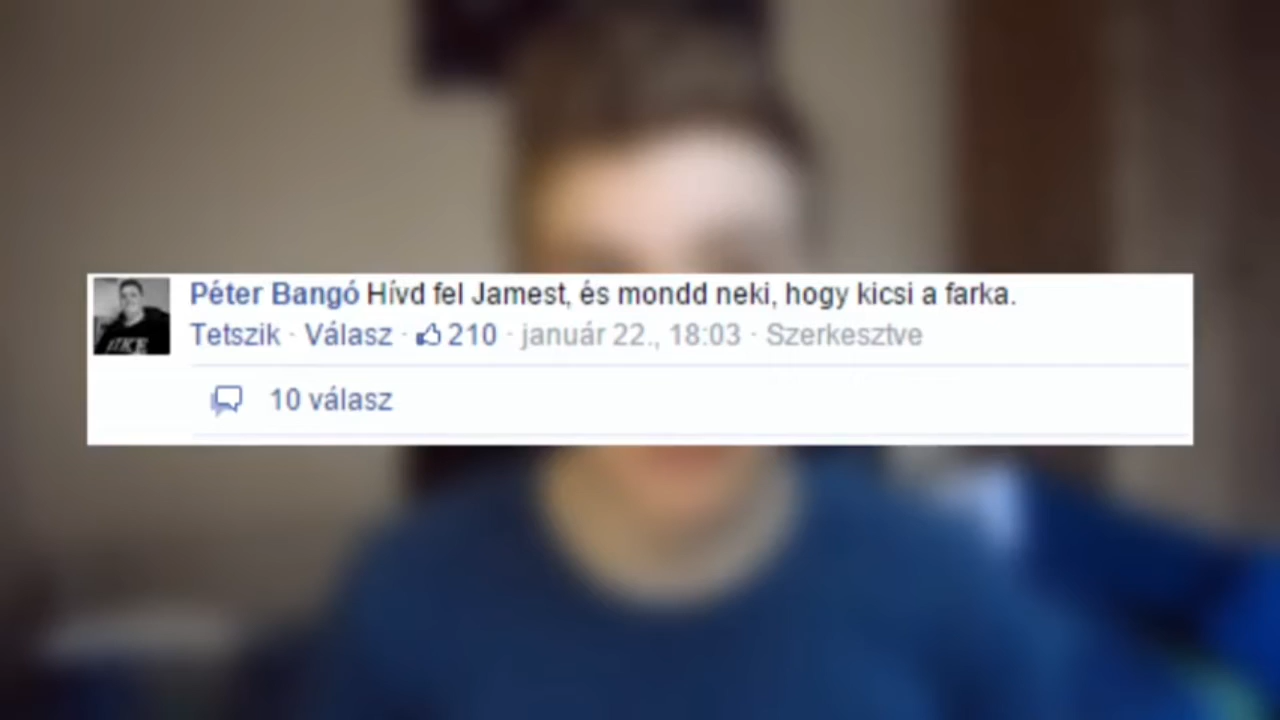 Péter Bangó Hívd fel Jamest, és mondd neki, hogy kicsi a farka.
Tetszik · Válasz · 210 · január 22., 18:03 · Szerkesztve
10 válasz